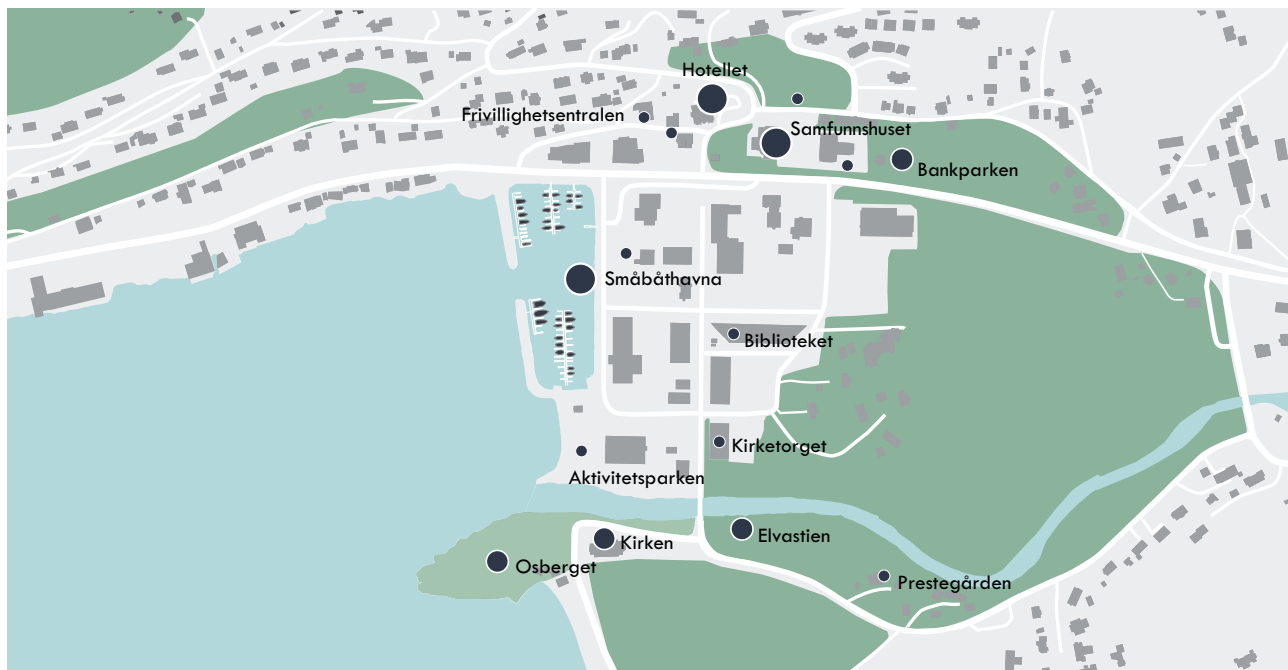 Hotellet
Frivillighetsentralen
Samfunnshuset
Bankparken
Småbåthavna
Biblioteket
Kirketorget
Aktivitetsparken
Elvastien
Kirken
Osberget
Prestegården